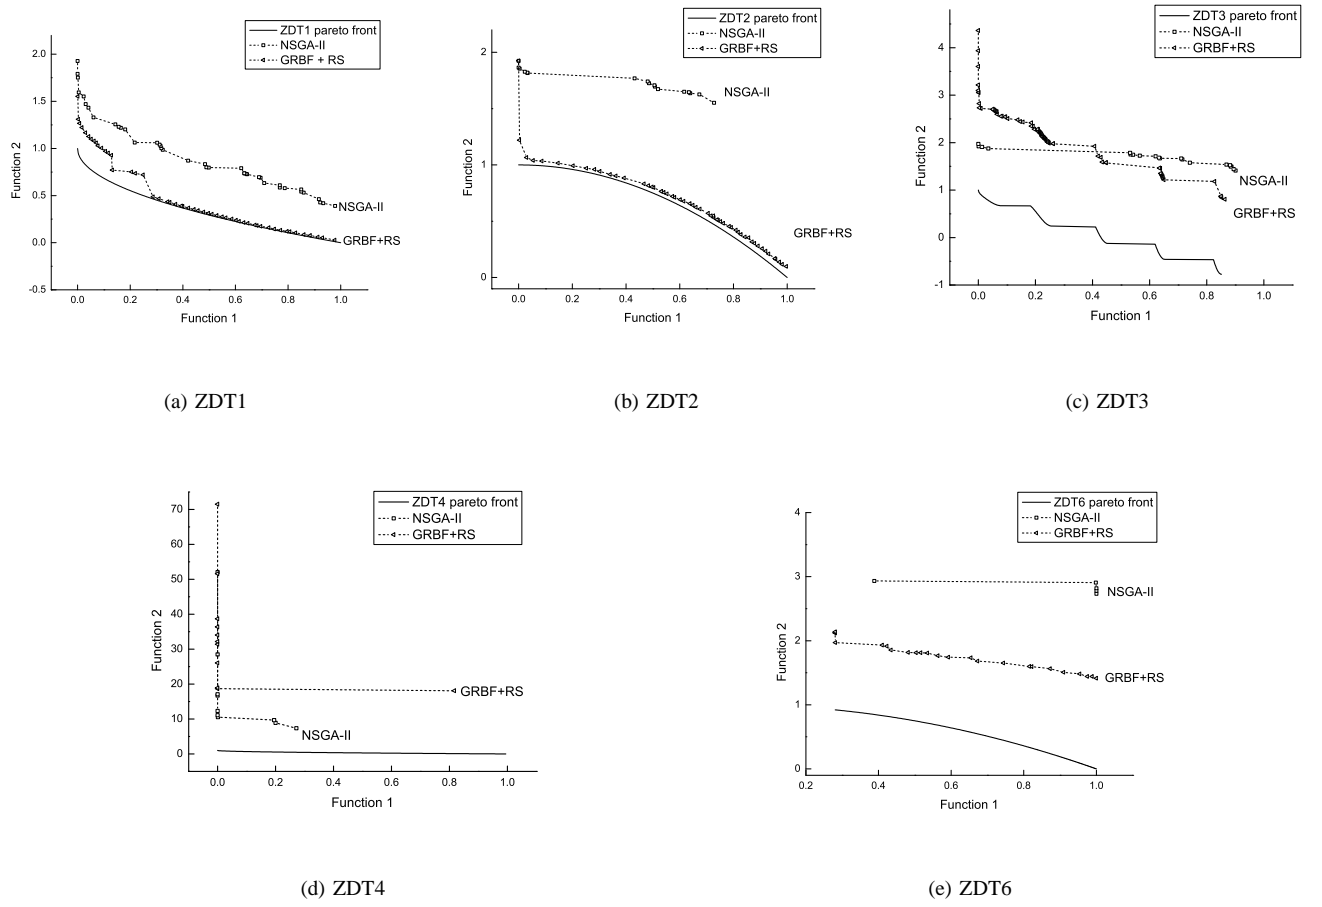 ZDT1 pareto front
NSGA-II
GRBF + RS
2.0
1.5
1.0
0.5
0.0
-0.5
Function 2
NSGA-II
GRBF+RS
0.0 0.2 0.4 0.6 0.8 1.0
Function 1
(a) ZDT1
ZDT2 pareto front
NSGA-II
GRBF+RS
2
1
0
Function 2
NSGA-II
GRBF+RS
0.0 0.2 0.4 0.6 0.8 1.0
Function 1
(b) ZDT2
ZDT3 pareto front
NSGA-II
GRBF+RS
4
3
2
1
0
-1
Function 2
NSGA-II
GRBF+RS
0.0 0.2 0.4 0.6 0.8 1.0
Function 1
(c) ZDT3
ZDT4 pareto front
NSGA-II
GRBF+RS
70
60
50
40
30
20
10
0
Function 2
GRBF+RS
NSGA-II
0.0 0.2 0.4 0.6 0.8 1.0
Function 1
(d) ZDT4
ZDT6 pareto front
NSGA-II
GRBF+RS
4
3
2
1
0
Function 2
NSGA-II
GRBF+RS
0.2 0.4 0.6 0.8 1.0
Function 1
(e) ZDT6